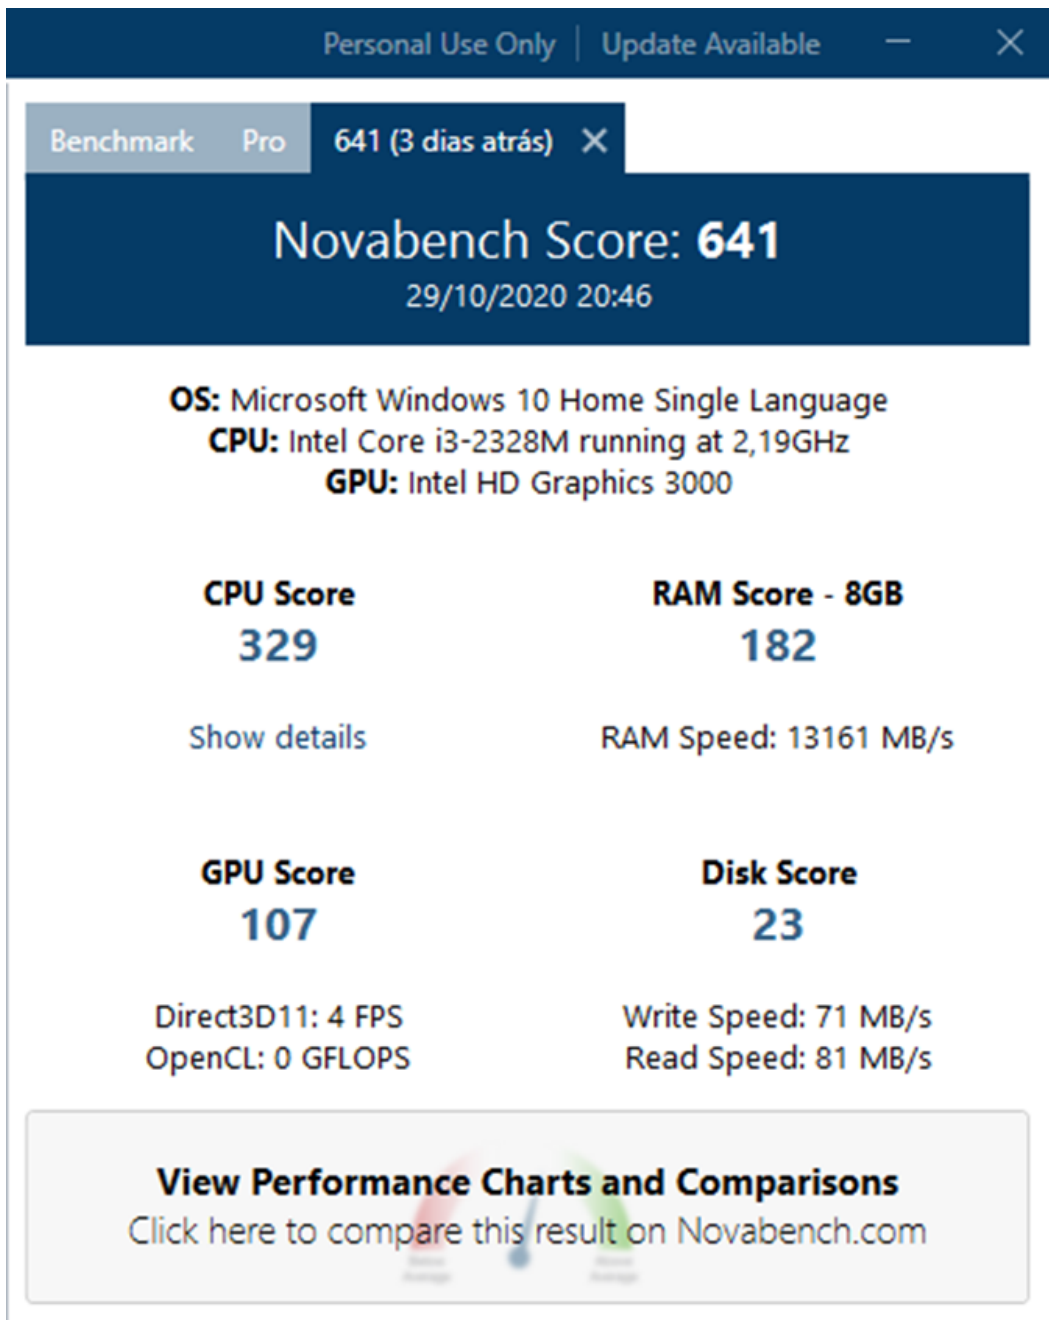 Personal Use Only | Update Available
Benchmark Pro 641 (3 dias atrás)
Novabench Score: 641
29/10/2020 20:46
OS: Microsoft Windows 10 Home Single Language
CPU: Intel Core i3-2328M running at 2,19GHz
GPU: Intel HD Graphics 3000
CPU Score
329
Show details
RAM Score - 8GB
182
RAM Speed: 13161 MB/s
GPU Score
107
Direct3D11: 4 FPS
OpenCL: 0 GFLOPS
Disk Score
23
Write Speed: 71 MB/s
Read Speed: 81 MB/s
View Performance Charts and Comparisons
Click here to compare this result on Novabench.com
Average
Average